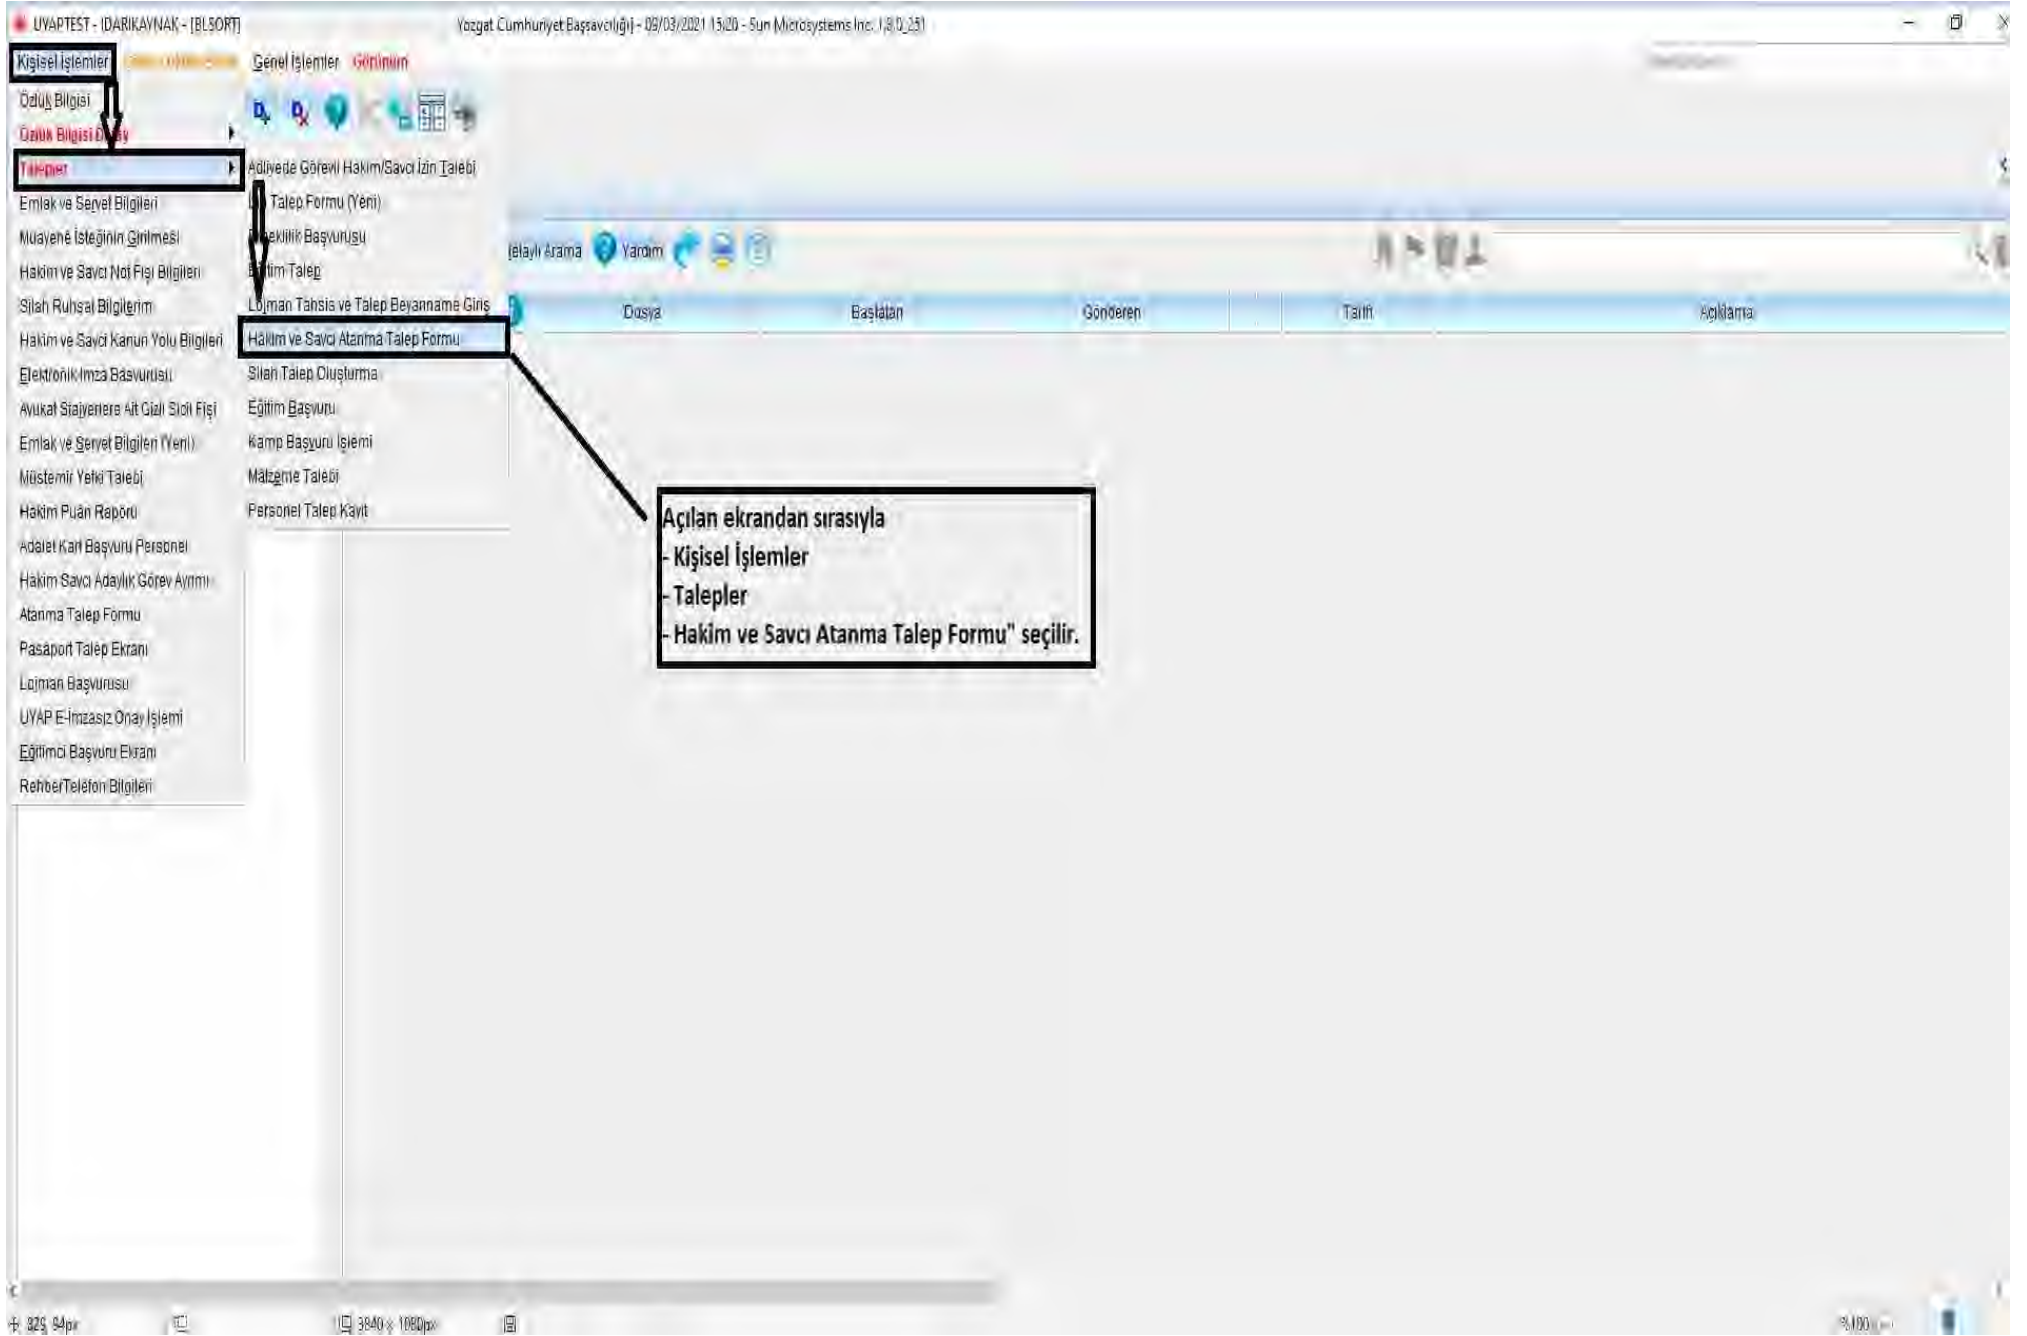 UYAPTEST - IDARIKAYNAK - [BLSORT]
Yozgat Cumhuriyet Başsavcılığı] - 09/03/2021 15:20 - Sun Microsystems Inc. 1.8.0_251
Kişisel İşlemler
Genel İşlemler Görünüm
Özlük Bilgisi
Özlük Bilgisi
Talepler
Emlak ve Servet Bilgileri
Muayene İsteğinin Girilmesi
Hakim ve Savcı Not Fişi Bilgileri
Silah Ruhsat Bilgilerim
Hakim ve Savcı Kanun Yolu Bilgileri
Elektronik İmza Başvurusu
Avukat Stajyerlere Ait Gizli Sicil Fişi
Emlak ve Servet Bilgileri (Yeni)
Müstemir Yetki Talebi
Hakim Puan Raporu
Adalet Kart Başvuru Personel
Hakim Savcı Adaylık Görev Ayrımı
Atanma Talep Formu
Pasaport Talep Ekranı
Lojman Başvurusu
UYAP E-İmzasız Onay İşlemi
Eğitimci Başvuru Ekranı
Rehber/Telefon Bilgileri
Adliyede Görevli Hakim/Savcı İzin Talebi
Talep Formu (Yeni)
Başvurusu
Talep
Lojman Tahsis ve Talep Beyanname Giriş
Hakim ve Savcı Atanma Talep Formu
Silah Talep Oluşturma
Eğitim Başvuru
Kamp Başvuru İşlemi
Malzeme Talebi
Personel Talep Kayıt
Arama Yardım
Dosya Başlatan Gönderen Tarih Açıklama
Açılan ekrandan sırasıyla
- Kişisel İşlemler
- Talepler
- Hakim ve Savcı Atanma Talep Formu" seçilir.
329, 94px
3840 x 1080px
%100